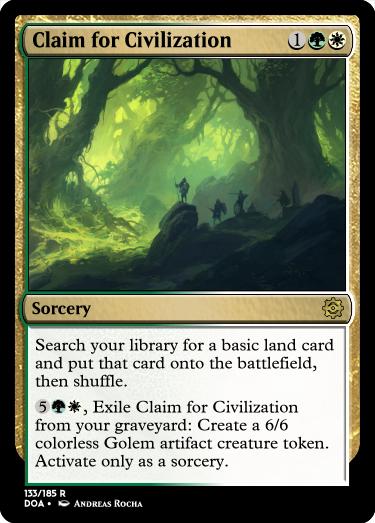 Claim for Civilization 1
Sorcery
Search your library for a basic land card
and put that card onto the battlefield,
then shuffle.
5, Exile Claim for Civilization
from your graveyard: Create a 6/6
colorless Golem artifact creature token.
Activate only as a sorcery.
133/185 R
DOA • Andreas Rocha